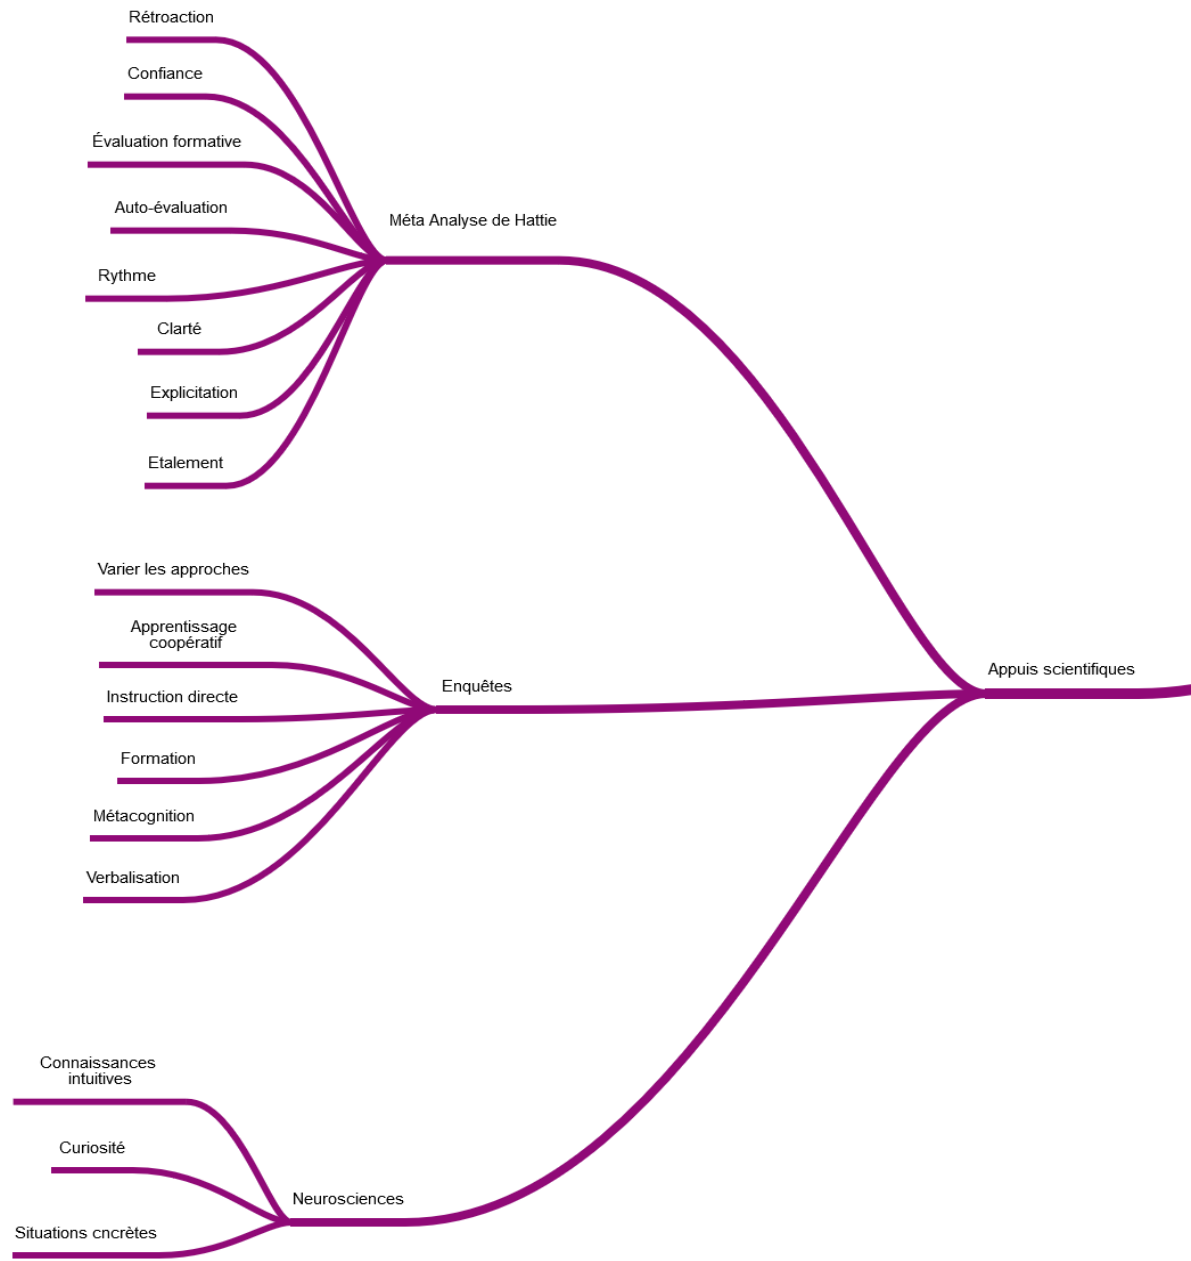 Rétroaction
Confiance
Évaluation formative
Auto-évaluation
Rythme
Clarté
Explicitation
Etalement
Méta Analyse de Hattie
Varier les approches
Apprentissage
coopératif
Instruction directe
Formation
Métacognition
Verbalisation
Enquêtes
Appuis scientifiques
Connaissances
intuitives
Curiosité
Situations cncrètes
Neurosciences